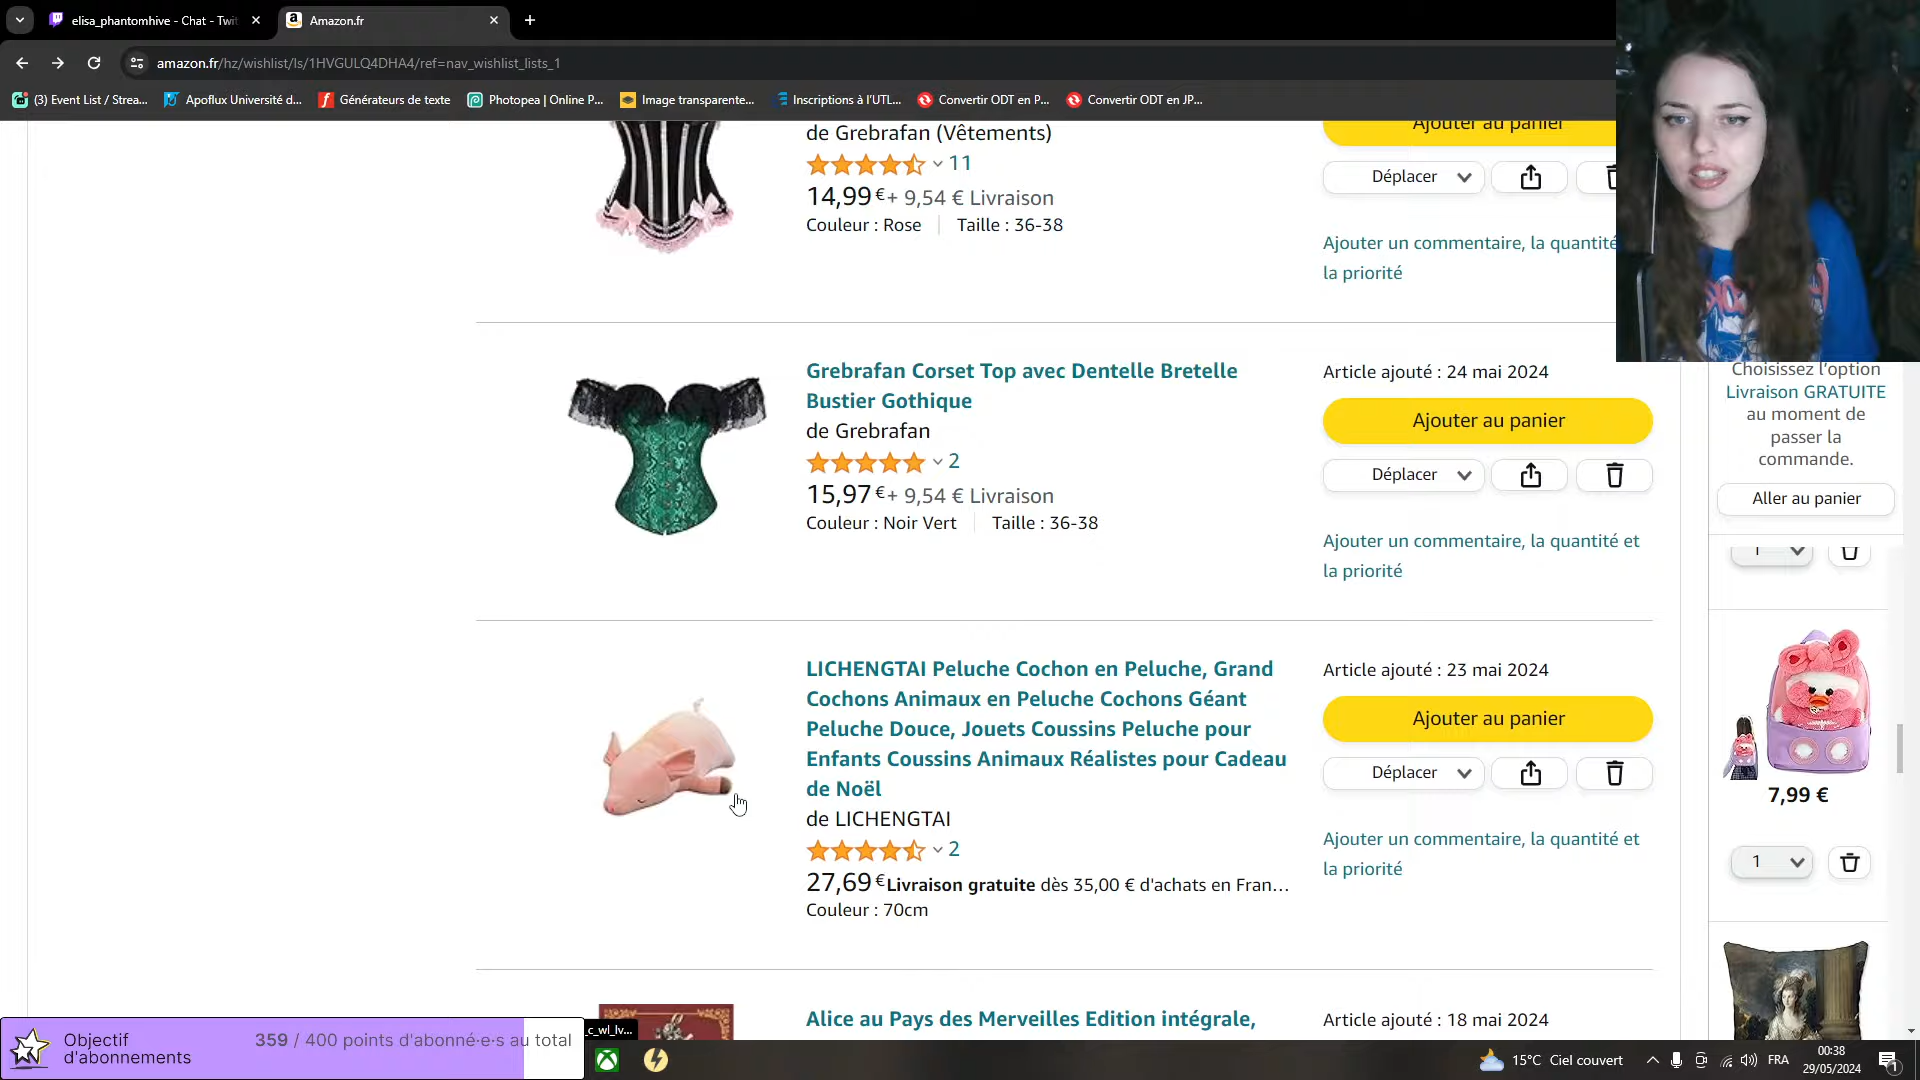 elisa_phantomhive - Chat - Twi
Amazon.fr
amazon.fr/hz/wishlist/ls/1HVGULQ4DHA4/ref=nav_wishlist_lists_1
(3) Event List / Strea...
Apoflux Université d...
Générateurs de texte
Photopea | Online P...
Image transparente...
Inscriptions à l'UTL...
Convertir ODT en P...
Convertir ODT en JP...
de Grebrafan (Vêtements)
11
14,99 € + 9,54 € Livraison
Couleur : Rose | Taille : 36-38
Ajouter au panier
Déplacer
Ajouter un commentaire, la quantité
la priorité
Grebrafan Corset Top avec Dentelle Bretelle
Bustier Gothique
de Grebrafan
2
15,97 € + 9,54 € Livraison
Couleur : Noir Vert | Taille : 36-38
Article ajouté : 24 mai 2024
Ajouter au panier
Déplacer
Ajouter un commentaire, la quantité et
la priorité
LICHENGTAI Peluche Cochon en Peluche, Grand
Cochons Animaux en Peluche Cochons Géant
Peluche Douce, Jouets Coussins Peluche pour
Enfants Coussins Animaux Réalistes pour Cadeau
de Noël
de LICHENGTAI
2
27,69 € Livraison gratuite dès 35,00 € d'achats en Fran...
Couleur : 70cm
Article ajouté : 23 mai 2024
Ajouter au panier
Déplacer
Ajouter un commentaire, la quantité et
la priorité
Alice au Pays des Merveilles Edition intégrale,
Article ajouté : 18 mai 2024
Choisissez l'option
Livraison GRATUITE
au moment de
passer la
commande.
Aller au panier
1
7,99 €
1
Objectif
d'abonnements
359 / 400 points d'abonné·e·s au total
_c_wl_lv...
15°C Ciel couvert
FRA
00:38
29/05/2024
1